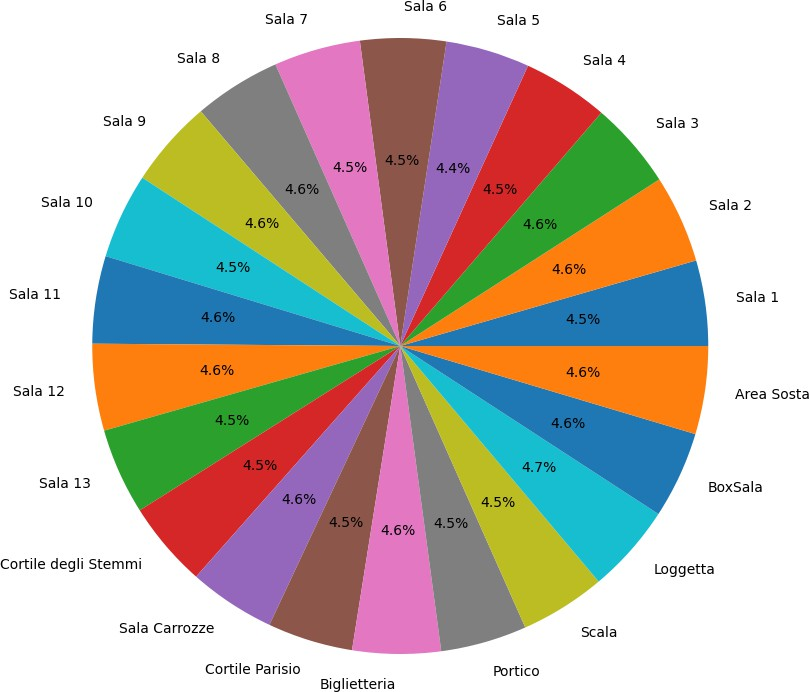 Sala 1
4.5%
Sala 2
4.6%
Sala 3
4.6%
Sala 4
4.5%
Sala 5
4.4%
Sala 6
4.5%
Sala 7
4.5%
Sala 8
4.6%
Sala 9
4.6%
Sala 10
4.5%
Sala 11
4.6%
Sala 12
4.6%
Sala 13
4.5%
Cortile degli Stemmi
4.5%
Sala Carrozze
4.6%
Cortile Parisio
4.5%
Biglietteria
4.6%
Portico
4.5%
Scala
4.5%
Loggetta
4.7%
BoxSala
4.6%
Area Sosta
4.6%